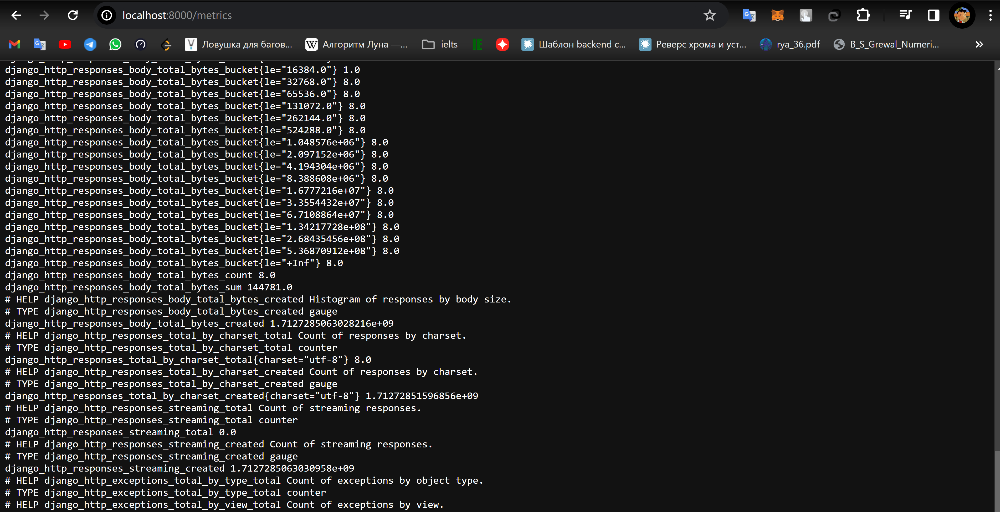 localhost:8000/metrics
Ловушка для багов...
Алгоритм Луна —...
ielts
IE
Шаблон backend с...
Реверс хрома и уст...
rya_36.pdf
B_S_Grewal_Numeri...
django_http_responses_body_total_bytes_bucket{le="16384.0"} 1.0
django_http_responses_body_total_bytes_bucket{le="32768.0"} 8.0
django_http_responses_body_total_bytes_bucket{le="65536.0"} 8.0
django_http_responses_body_total_bytes_bucket{le="131072.0"} 8.0
django_http_responses_body_total_bytes_bucket{le="262144.0"} 8.0
django_http_responses_body_total_bytes_bucket{le="524288.0"} 8.0
django_http_responses_body_total_bytes_bucket{le="1.048576e+06"} 8.0
django_http_responses_body_total_bytes_bucket{le="2.097152e+06"} 8.0
django_http_responses_body_total_bytes_bucket{le="4.194304e+06"} 8.0
django_http_responses_body_total_bytes_bucket{le="8.388608e+06"} 8.0
django_http_responses_body_total_bytes_bucket{le="1.6777216e+07"} 8.0
django_http_responses_body_total_bytes_bucket{le="3.3554432e+07"} 8.0
django_http_responses_body_total_bytes_bucket{le="6.7108864e+07"} 8.0
django_http_responses_body_total_bytes_bucket{le="1.34217728e+08"} 8.0
django_http_responses_body_total_bytes_bucket{le="2.68435456e+08"} 8.0
django_http_responses_body_total_bytes_bucket{le="5.36870912e+08"} 8.0
django_http_responses_body_total_bytes_bucket{le="+Inf"} 8.0
django_http_responses_body_total_bytes_count 8.0
django_http_responses_body_total_bytes_sum 144781.0
# HELP django_http_responses_body_total_bytes_created Histogram of responses by body size.
# TYPE django_http_responses_body_total_bytes_created gauge
django_http_responses_body_total_bytes_created 1.7127285063028216e+09
# HELP django_http_responses_total_by_charset_total Count of responses by charset.
# TYPE django_http_responses_total_by_charset_total counter
django_http_responses_total_by_charset_total{charset="utf-8"} 8.0
# HELP django_http_responses_total_by_charset_created Count of responses by charset.
# TYPE django_http_responses_total_by_charset_created gauge
django_http_responses_total_by_charset_created{charset="utf-8"} 1.71272851596856e+09
# HELP django_http_responses_streaming_total Count of streaming responses.
# TYPE django_http_responses_streaming_total counter
django_http_responses_streaming_total 0.0
# HELP django_http_responses_streaming_created Count of streaming responses.
# TYPE django_http_responses_streaming_created gauge
django_http_responses_streaming_created 1.7127285063030958e+09
# HELP django_http_exceptions_total_by_type_total Count of exceptions by object type.
# TYPE django_http_exceptions_total_by_type_total counter
# HELP django_http_exceptions_total_by_view_total Count of exceptions by view.